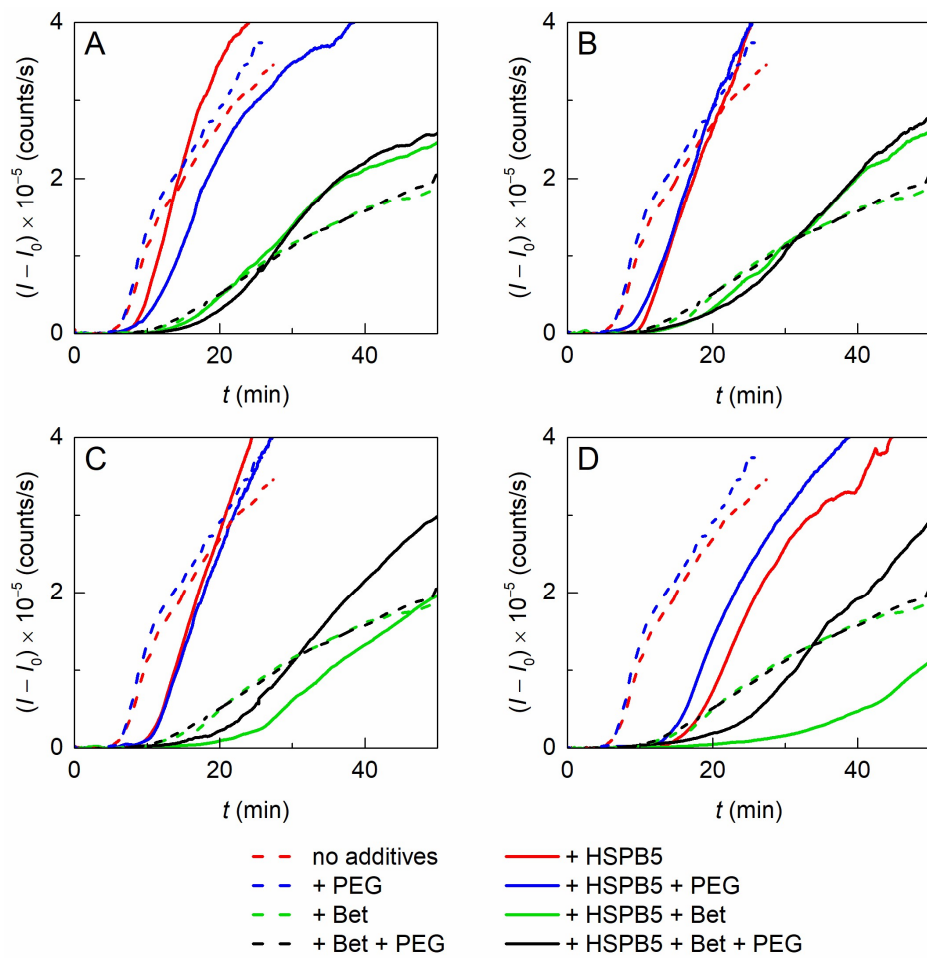 A
B
4
2
0
(I – I₀) × 10⁻⁵ (counts/s)
0 20 40
t (min)
4
2
0
(I – I₀) × 10⁻⁵ (counts/s)
0 20 40
t (min)
C
D
4
2
0
(I – I₀) × 10⁻⁵ (counts/s)
0 20 40
t (min)
4
2
0
(I – I₀) × 10⁻⁵ (counts/s)
0 20 40
t (min)
no additives
+ PEG
+ Bet
+ Bet + PEG
+ HSPB5
+ HSPB5 + PEG
+ HSPB5 + Bet
+ HSPB5 + Bet + PEG